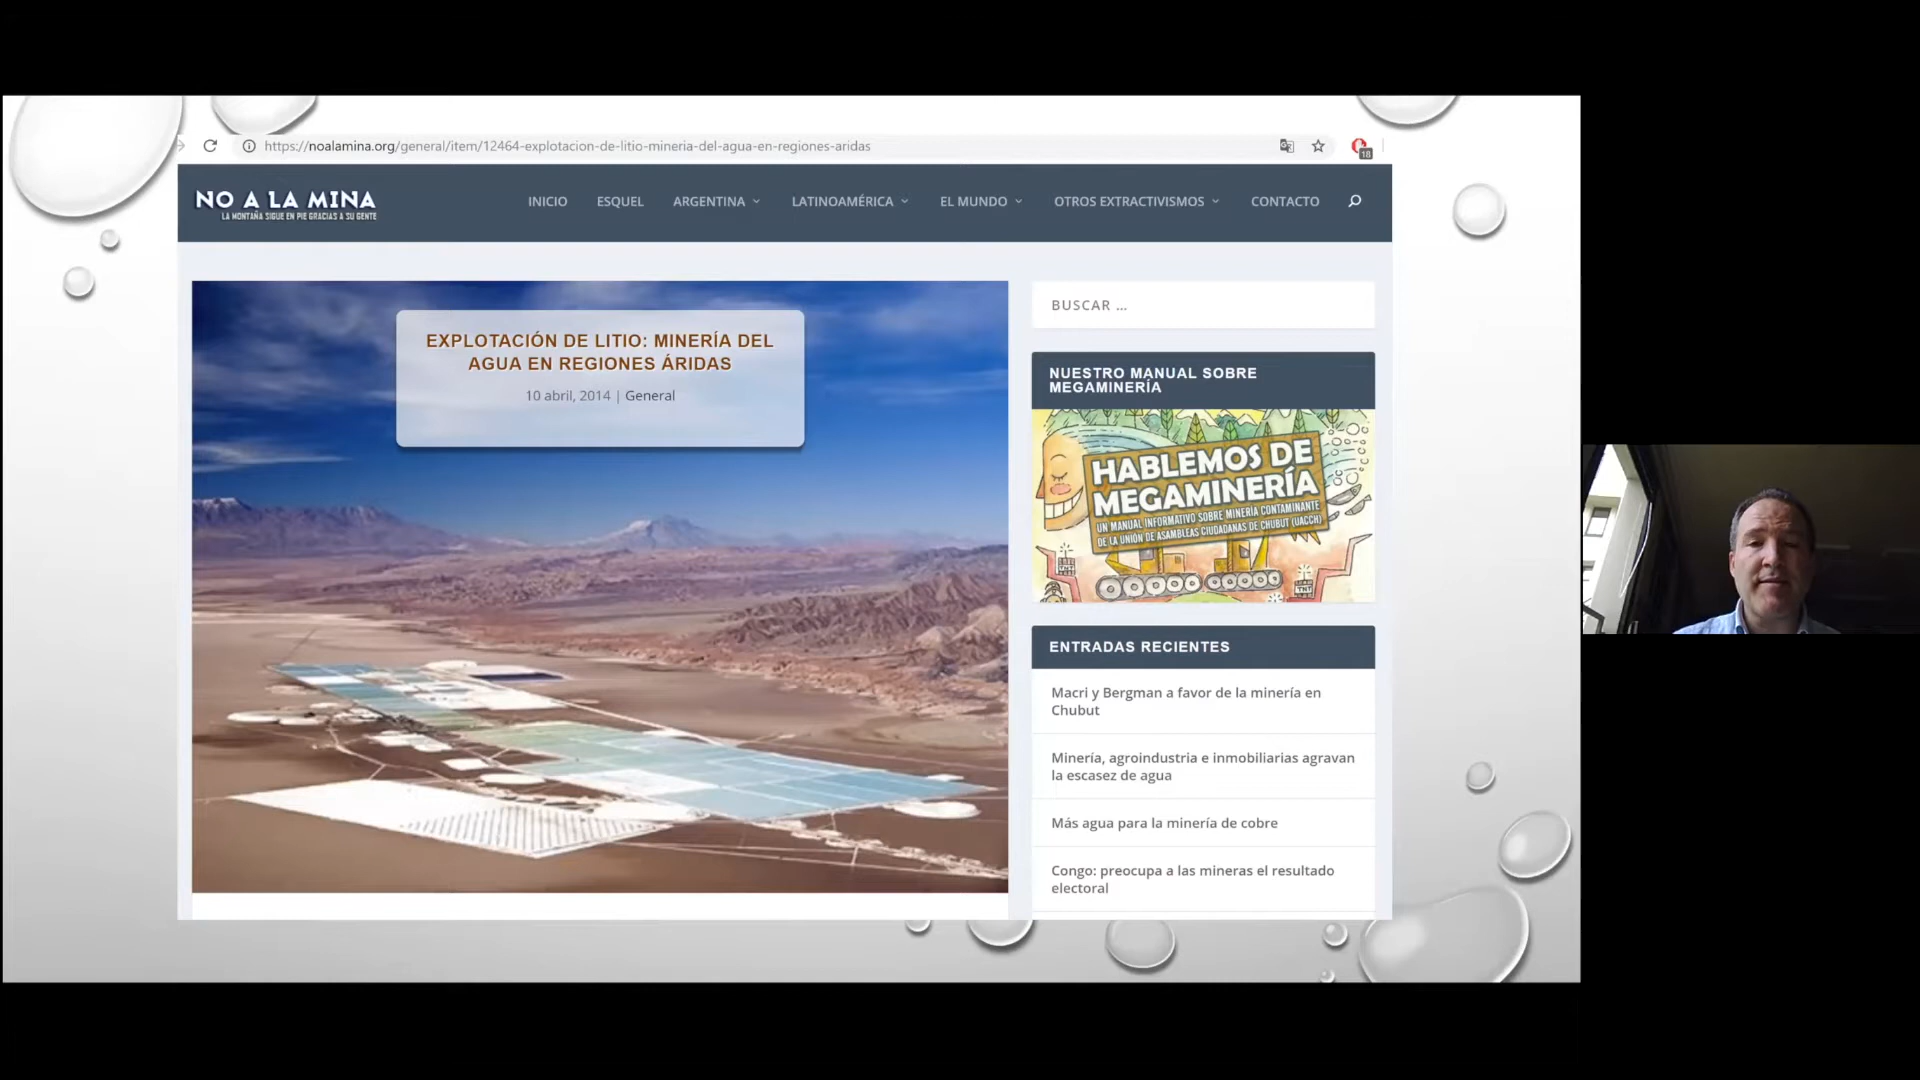 https://noalamina.org/general/item/12464-explotacion-de-litio-mineria-del-agua-en-regiones-aridas
18
NO A LA MINA
LA MONTAÑA SIGUE EN PIE GRACIAS A SU GENTE
INICIO ESQUEL ARGENTINA LATINOAMÉRICA EL MUNDO OTROS EXTRACTIVISMOS CONTACTO
EXPLOTACIÓN DE LITIO: MINERÍA DEL
AGUA EN REGIONES ÁRIDAS
10 abril, 2014 | General
BUSCAR ...
NUESTRO MANUAL SOBRE
MEGAMINERÍA
HABLEMOS DE
MEGAMINERÍA
UN MANUAL INFORMATIVO SOBRE MINERÍA CONTAMINANTE
DE LA UNIÓN DE ASAMBLEAS CIUDADANAS DE CHUBUT (UACCH)
TNT
TNT
ENTRADAS RECIENTES
Macri y Bergman a favor de la minería en
Chubut
Minería, agroindustria e inmobiliarias agravan
la escasez de agua
Más agua para la minería de cobre
Congo: preocupa a las mineras el resultado
electoral